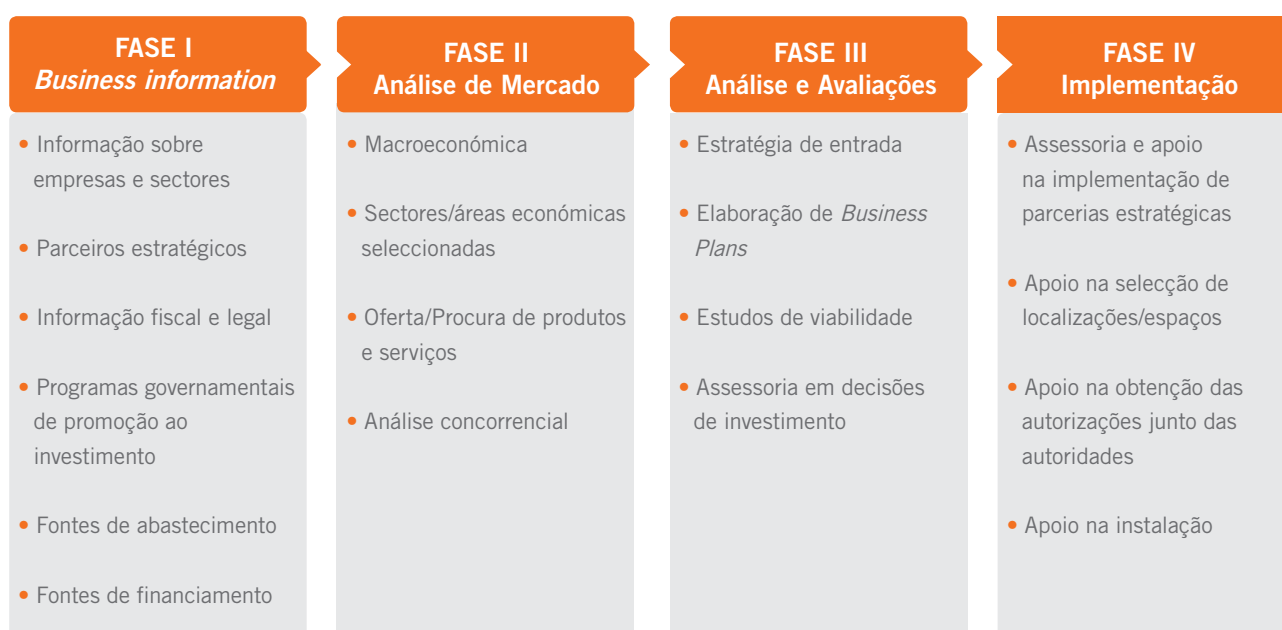 FASE I
Business information
• Informação sobre
empresas e sectores
• Parceiros estratégicos
• Informação fiscal e legal
• Programas governamentais
de promoção ao
investimento
• Fontes de abastecimento
• Fontes de financiamento
FASE II
Análise de Mercado
• Macroeconómica
• Sectores/áreas económicas
seleccionadas
• Oferta/Procura de produtos
e serviços
• Análise concorrencial
FASE III
Análise e Avaliações
• Estratégia de entrada
• Elaboração de Business
Plans
• Estudos de viabilidade
• Assessoria em decisões
de investimento
FASE IV
Implementação
• Assessoria e apoio
na implementação de
parcerias estratégicas
• Apoio na selecção de
localizações/espaços
• Apoio na obtenção das
autorizações junto das
autoridades
• Apoio na instalação